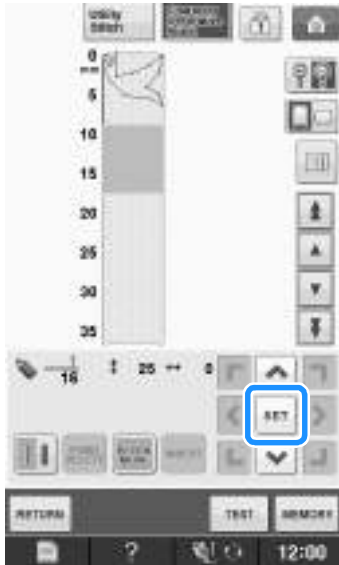 Utility
Stitch
0
5
10
15
20
25
30
35
16
25
0
SET
RETURN
TEST
MEMORY
?
12:00